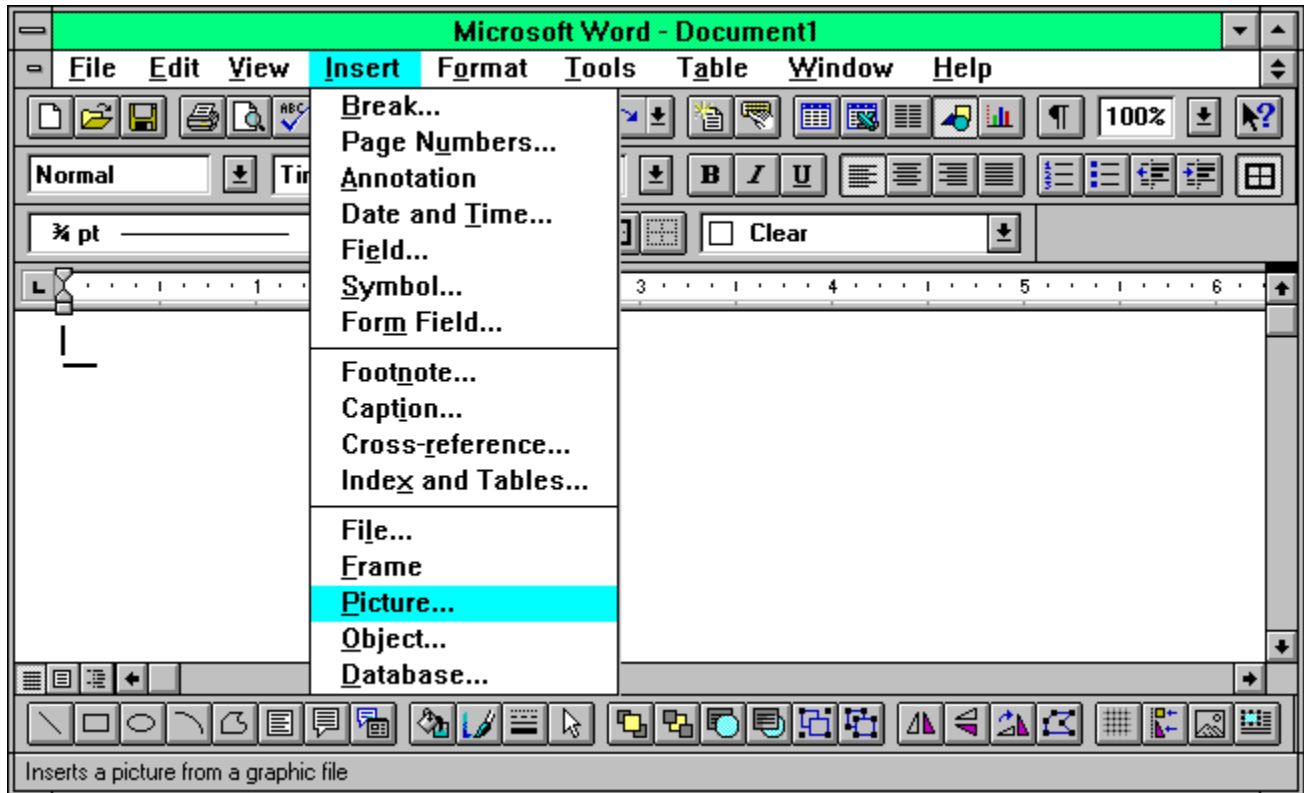 Microsoft Word - Document1
File Edit View Insert Format Tools Table Window Help
ABC 100% ?
Normal Tir B I U
¾ pt Clear
L 1 3 4 5 6
Break...
Page Numbers...
Annotation
Date and Time...
Field...
Symbol...
Form Field...
Footnote...
Caption...
Cross-reference...
Index and Tables...
File...
Frame
Picture...
Object...
Database...
Inserts a picture from a graphic file